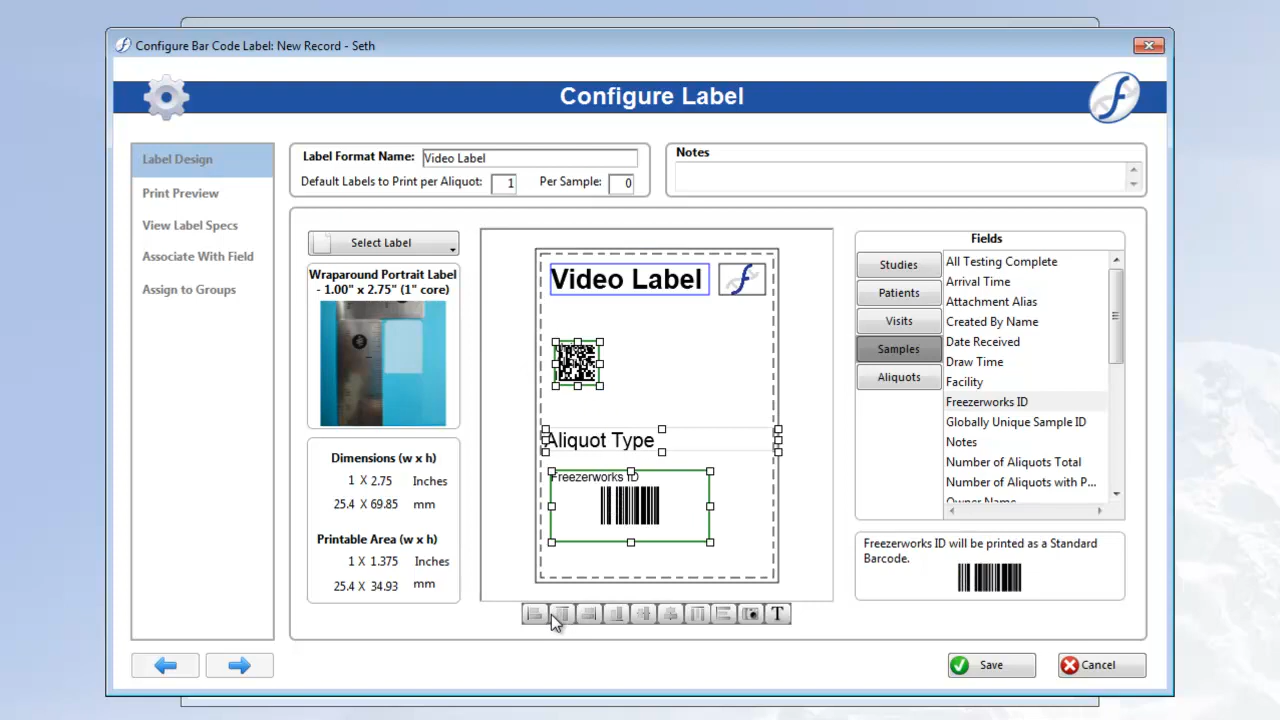 Configure Bar Code Label: New Record - Seth
Configure Label
Label Design
Print Preview
View Label Specs
Associate With Field
Assign to Groups
Label Format Name: Video Label
Default Labels to Print per Aliquot: 1 Per Sample: 0
Notes
Select Label
Wraparound Portrait Label
- 1.00" x 2.75" (1" core)
Dimensions (w x h)
1 X 2.75 Inches
25.4 X 69.85 mm
Printable Area (w x h)
1 X 1.375 Inches
25.4 X 34.93 mm
Video Label
Aliquot Type
Freezerworks ID
T
Fields
Studies
Patients
Visits
Samples
Aliquots
All Testing Complete
Arrival Time
Attachment Alias
Created By Name
Date Received
Draw Time
Facility
Freezerworks ID
Globally Unique Sample ID
Notes
Number of Aliquots Total
Number of Aliquots with P...
Owner Name
Freezerworks ID will be printed as a Standard
Barcode.
Save
Cancel